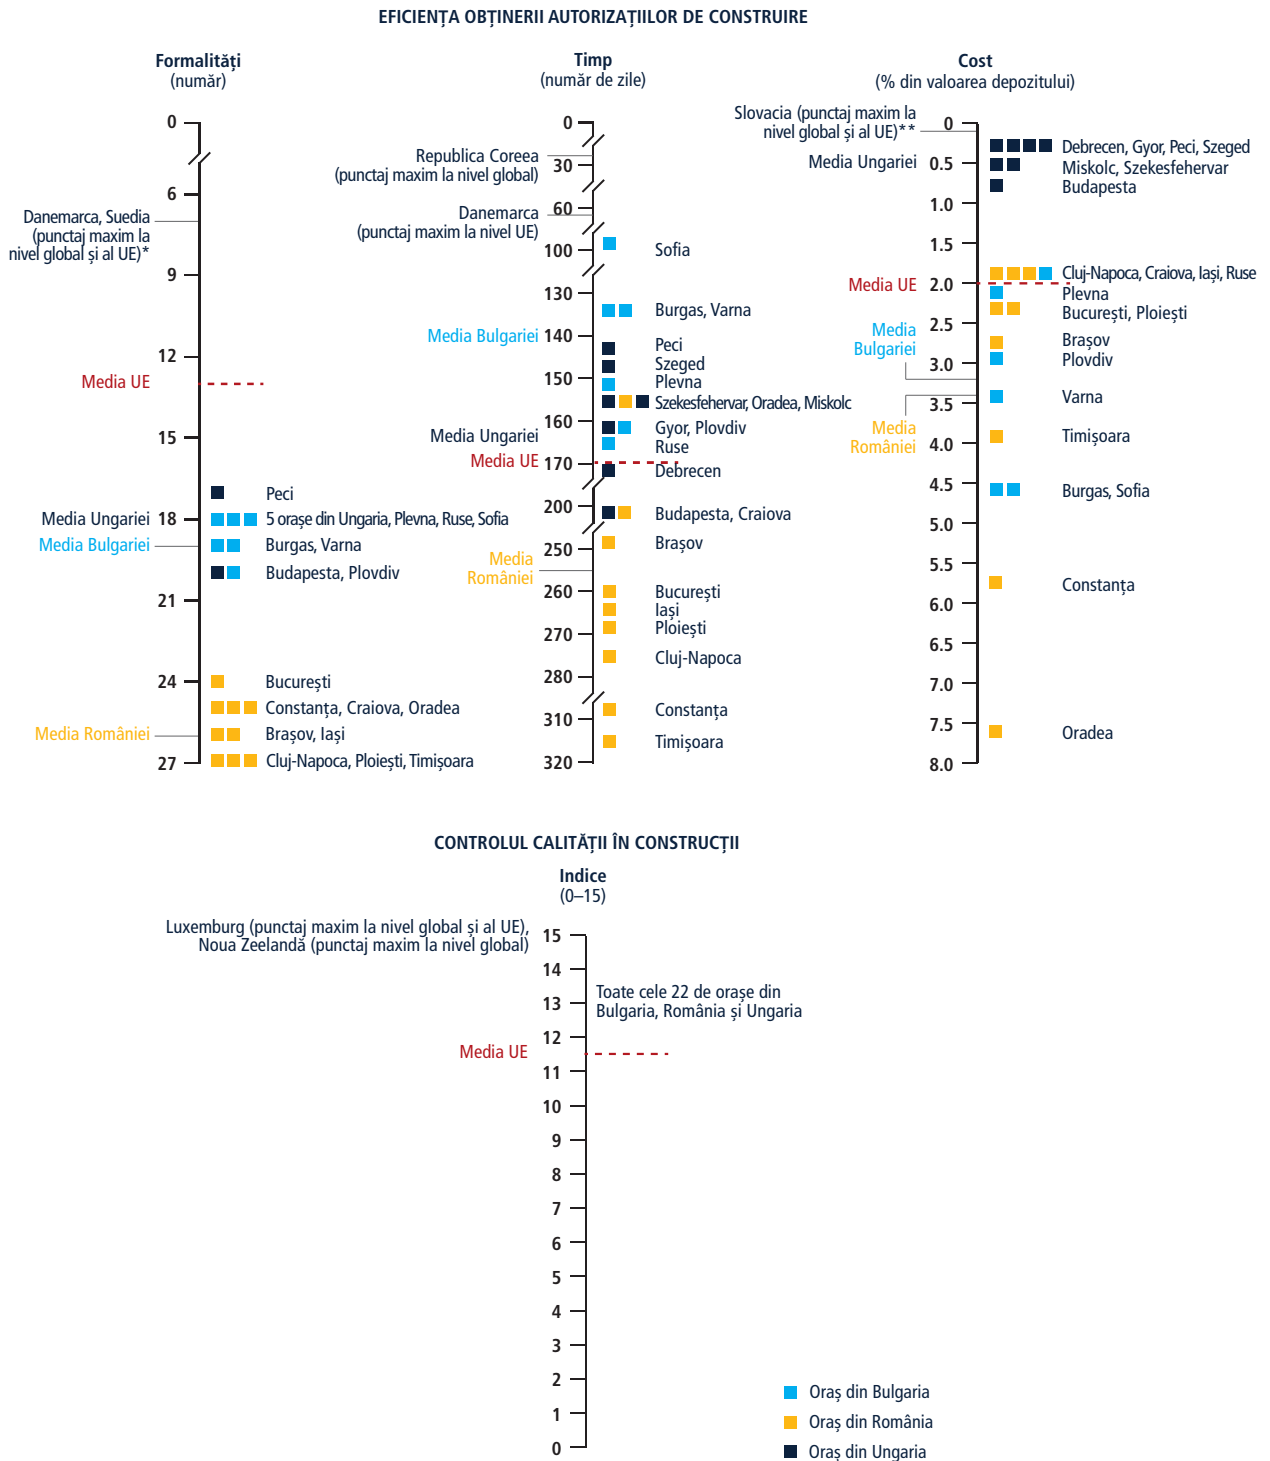 EFICIENȚA OBȚINERII AUTORIZAȚIILOR DE CONSTRUIRE
Formalități
(număr)
0
6
Danemarca, Suedia
(punctaj maxim la
nivel global și al UE)*
9
12
Media UE
15
Peci
Media Ungariei
18
5 orașe din Ungaria, Plevna, Ruse, Sofia
Media Bulgariei
Burgas, Varna
Budapesta, Plovdiv
21
24
București
Constanța, Craiova, Oradea
Media României
Brașov, Iași
27
Cluj-Napoca, Ploiești, Timișoara
Timp
(număr de zile)
0
Republica Coreea
(punctaj maxim la nivel global)
30
60
Danemarca
(punctaj maxim la nivel UE)
100
Sofia
130
Burgas, Varna
Media Bulgariei
140
Peci
Szeged
150
Plevna
Szekesfehervar, Oradea, Miskolc
160
Gyor, Plovdiv
Media Ungariei
Ruse
Media UE
170
Debrecen
200
Budapesta, Craiova
250
Brașov
Media
României
260
București
Iași
270
Ploiești
Cluj-Napoca
280
310
Constanța
Timișoara
320
Cost
(% din valoarea depozitului)
Slovacia (punctaj maxim la
nivel global și al UE)**
0
Debrecen, Gyor, Peci, Szeged
Media Ungariei
0.5
Miskolc, Szekesfehervar
Budapesta
1.0
1.5
Cluj-Napoca, Craiova, Iași, Ruse
Media UE
2.0
Plevna
București, Ploiești
2.5
Media
Bulgariei
Brașov
3.0
Plovdiv
Varna
3.5
Media
României
Timișoara
4.0
4.5
Burgas, Sofia
5.0
5.5
Constanța
6.0
6.5
7.0
7.5
Oradea
8.0
CONTROLUL CALITĂȚII ÎN CONSTRUCȚII
Indice
(0–15)
Luxemburg (punctaj maxim la nivel global și al UE),
Noua Zeelandă (punctaj maxim la nivel global)
15
14
Toate cele 22 de orașe din
Bulgaria, România și Ungaria
13
12
Media UE
11
10
9
8
7
6
5
4
3
2
1
0
Oraș din Bulgaria
Oraș din România
Oraș din Ungaria